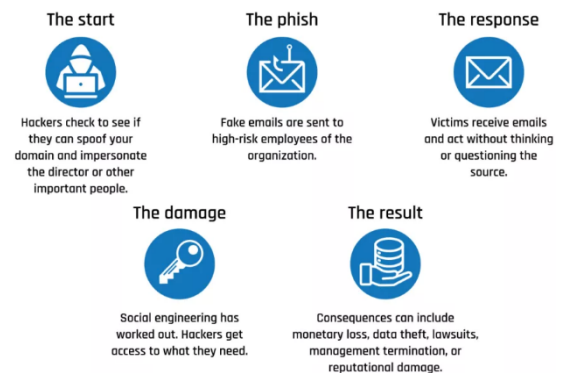 The start
Hackers check to see if
they can spoof your
domain and impersonate
the director or other
important people.
The phish
Fake emails are sent to
high-risk employees of the
organization.
The response
Victims receive emails
and act without thinking
or questioning the
source.
The damage
Social engineering has
worked out. Hackers get
access to what they need.
The result
Consequences can include
monetary loss, data theft, lawsuits,
management termination, or
reputational damage.